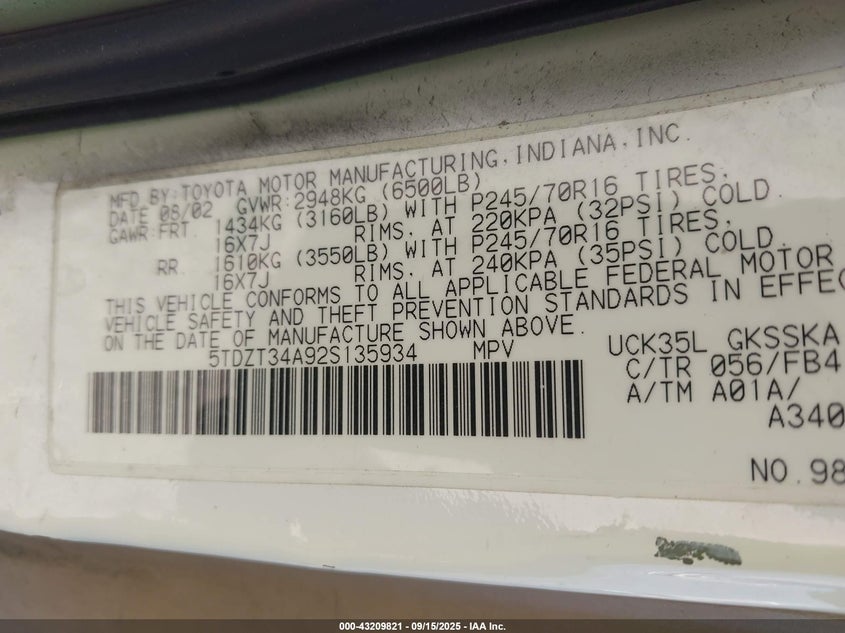 MFD. BY: TOYOTA MOTOR MANUFACTURING, INDIANA, INC.
DATE 08/02 GVWR: 2948KG (6500LB)
GAWR: FRT. 1434KG (3160LB) WITH P245/70R16 TIRES,
16X7J RIMS. AT 220KPA (32PSI) COLD.
RR. 1610KG (3550LB) WITH P245/70R16 TIRES,
16X7J RIMS. AT 240KPA (35PSI) COLD.
THIS VEHICLE CONFORMS TO ALL APPLICABLE FEDERAL MOTOR
VEHICLE SAFETY AND THEFT PREVENTION STANDARDS IN EFFEC
ON THE DATE OF MANUFACTURE SHOWN ABOVE.
5TDZT34A92S135934 MPV
UCK35L GKSSKA
C/TR 056/FB4
A/TM A01A/
A340
NO.98
000-43209821 - 09/15/2025 - IAA Inc.